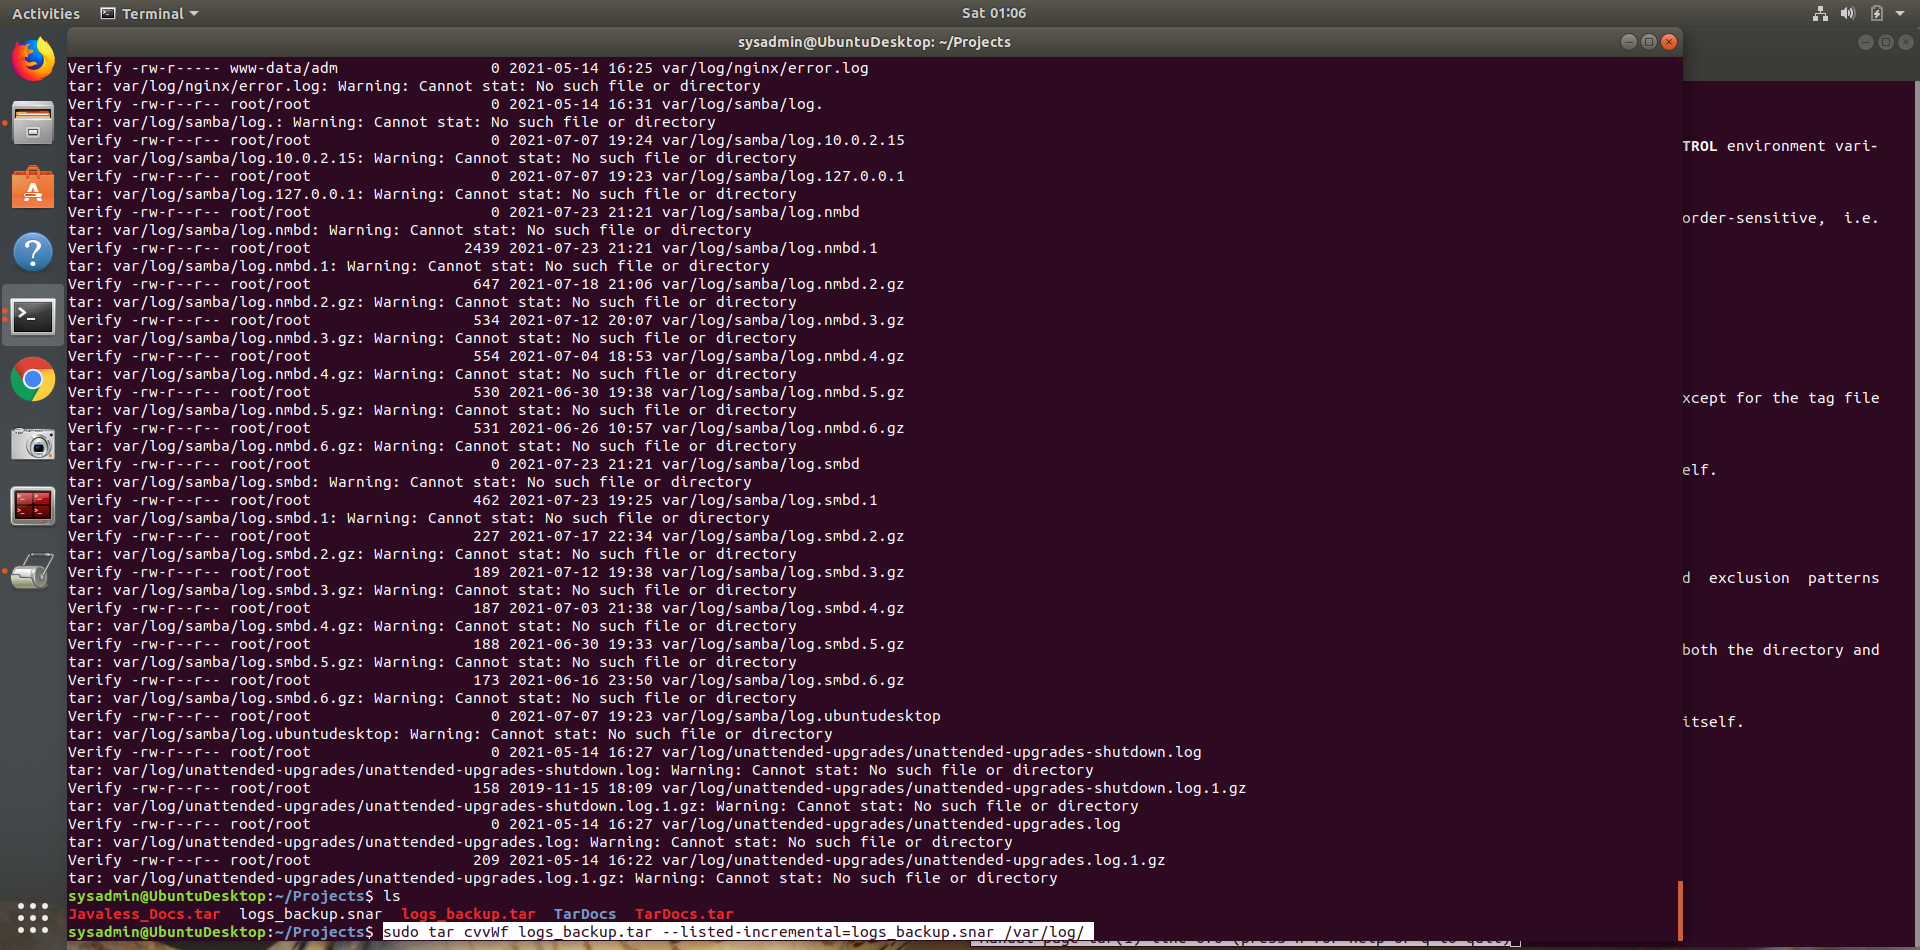 Activities Terminal Sat 01:06
sysadmin@UbuntuDesktop: ~/Projects
Verify -rw-r----- www-data/adm 0 2021-05-14 16:25 var/log/nginx/error.log
tar: var/log/nginx/error.log: Warning: Cannot stat: No such file or directory
Verify -rw-r--r-- root/root 0 2021-05-14 16:31 var/log/samba/log.
tar: var/log/samba/log.: Warning: Cannot stat: No such file or directory
Verify -rw-r--r-- root/root 0 2021-07-07 19:24 var/log/samba/log.10.0.2.15
tar: var/log/samba/log.10.0.2.15: Warning: Cannot stat: No such file or directory
Verify -rw-r--r-- root/root 0 2021-07-07 19:23 var/log/samba/log.127.0.0.1
tar: var/log/samba/log.127.0.0.1: Warning: Cannot stat: No such file or directory
Verify -rw-r--r-- root/root 0 2021-07-23 21:21 var/log/samba/log.nmbd
tar: var/log/samba/log.nmbd: Warning: Cannot stat: No such file or directory
Verify -rw-r--r-- root/root 2439 2021-07-23 21:21 var/log/samba/log.nmbd.1
tar: var/log/samba/log.nmbd.1: Warning: Cannot stat: No such file or directory
Verify -rw-r--r-- root/root 647 2021-07-18 21:06 var/log/samba/log.nmbd.2.gz
tar: var/log/samba/log.nmbd.2.gz: Warning: Cannot stat: No such file or directory
Verify -rw-r--r-- root/root 534 2021-07-12 20:07 var/log/samba/log.nmbd.3.gz
tar: var/log/samba/log.nmbd.3.gz: Warning: Cannot stat: No such file or directory
Verify -rw-r--r-- root/root 554 2021-07-04 18:53 var/log/samba/log.nmbd.4.gz
tar: var/log/samba/log.nmbd.4.gz: Warning: Cannot stat: No such file or directory
Verify -rw-r--r-- root/root 530 2021-06-30 19:38 var/log/samba/log.nmbd.5.gz
tar: var/log/samba/log.nmbd.5.gz: Warning: Cannot stat: No such file or directory
Verify -rw-r--r-- root/root 531 2021-06-26 10:57 var/log/samba/log.nmbd.6.gz
tar: var/log/samba/log.nmbd.6.gz: Warning: Cannot stat: No such file or directory
Verify -rw-r--r-- root/root 0 2021-07-23 21:21 var/log/samba/log.smbd
tar: var/log/samba/log.smbd: Warning: Cannot stat: No such file or directory
Verify -rw-r--r-- root/root 462 2021-07-23 19:25 var/log/samba/log.smbd.1
tar: var/log/samba/log.smbd.1: Warning: Cannot stat: No such file or directory
Verify -rw-r--r-- root/root 227 2021-07-17 22:34 var/log/samba/log.smbd.2.gz
tar: var/log/samba/log.smbd.2.gz: Warning: Cannot stat: No such file or directory
Verify -rw-r--r-- root/root 189 2021-07-12 19:38 var/log/samba/log.smbd.3.gz
tar: var/log/samba/log.smbd.3.gz: Warning: Cannot stat: No such file or directory
Verify -rw-r--r-- root/root 187 2021-07-03 21:38 var/log/samba/log.smbd.4.gz
tar: var/log/samba/log.smbd.4.gz: Warning: Cannot stat: No such file or directory
Verify -rw-r--r-- root/root 188 2021-06-30 19:33 var/log/samba/log.smbd.5.gz
tar: var/log/samba/log.smbd.5.gz: Warning: Cannot stat: No such file or directory
Verify -rw-r--r-- root/root 173 2021-06-16 23:50 var/log/samba/log.smbd.6.gz
tar: var/log/samba/log.smbd.6.gz: Warning: Cannot stat: No such file or directory
Verify -rw-r--r-- root/root 0 2021-07-07 19:23 var/log/samba/log.ubuntudesktop
tar: var/log/samba/log.ubuntudesktop: Warning: Cannot stat: No such file or directory
Verify -rw-r--r-- root/root 0 2021-05-14 16:27 var/log/unattended-upgrades/unattended-upgrades-shutdown.log
tar: var/log/unattended-upgrades/unattended-upgrades-shutdown.log: Warning: Cannot stat: No such file or directory
Verify -rw-r--r-- root/root 158 2019-11-15 18:09 var/log/unattended-upgrades/unattended-upgrades-shutdown.log.1.gz
tar: var/log/unattended-upgrades/unattended-upgrades-shutdown.log.1.gz: Warning: Cannot stat: No such file or directory
Verify -rw-r--r-- root/root 0 2021-05-14 16:27 var/log/unattended-upgrades/unattended-upgrades.log
tar: var/log/unattended-upgrades/unattended-upgrades.log: Warning: Cannot stat: No such file or directory
Verify -rw-r--r-- root/root 209 2021-05-14 16:22 var/log/unattended-upgrades/unattended-upgrades.log.1.gz
tar: var/log/unattended-upgrades/unattended-upgrades.log.1.gz: Warning: Cannot stat: No such file or directory
sysadmin@UbuntuDesktop:~/Projects$ ls
Javaless_Docs.tar logs_backup.snar logs_backup.tar TarDocs TarDocs.tar
sysadmin@UbuntuDesktop:~/Projects$ sudo tar cvvWf logs_backup.tar --listed-incremental=logs_backup.snar /var/log/
TROL environment vari-
order-sensitive, i.e.
xcept for the tag file
elf.
d exclusion patterns
both the directory and
itself.